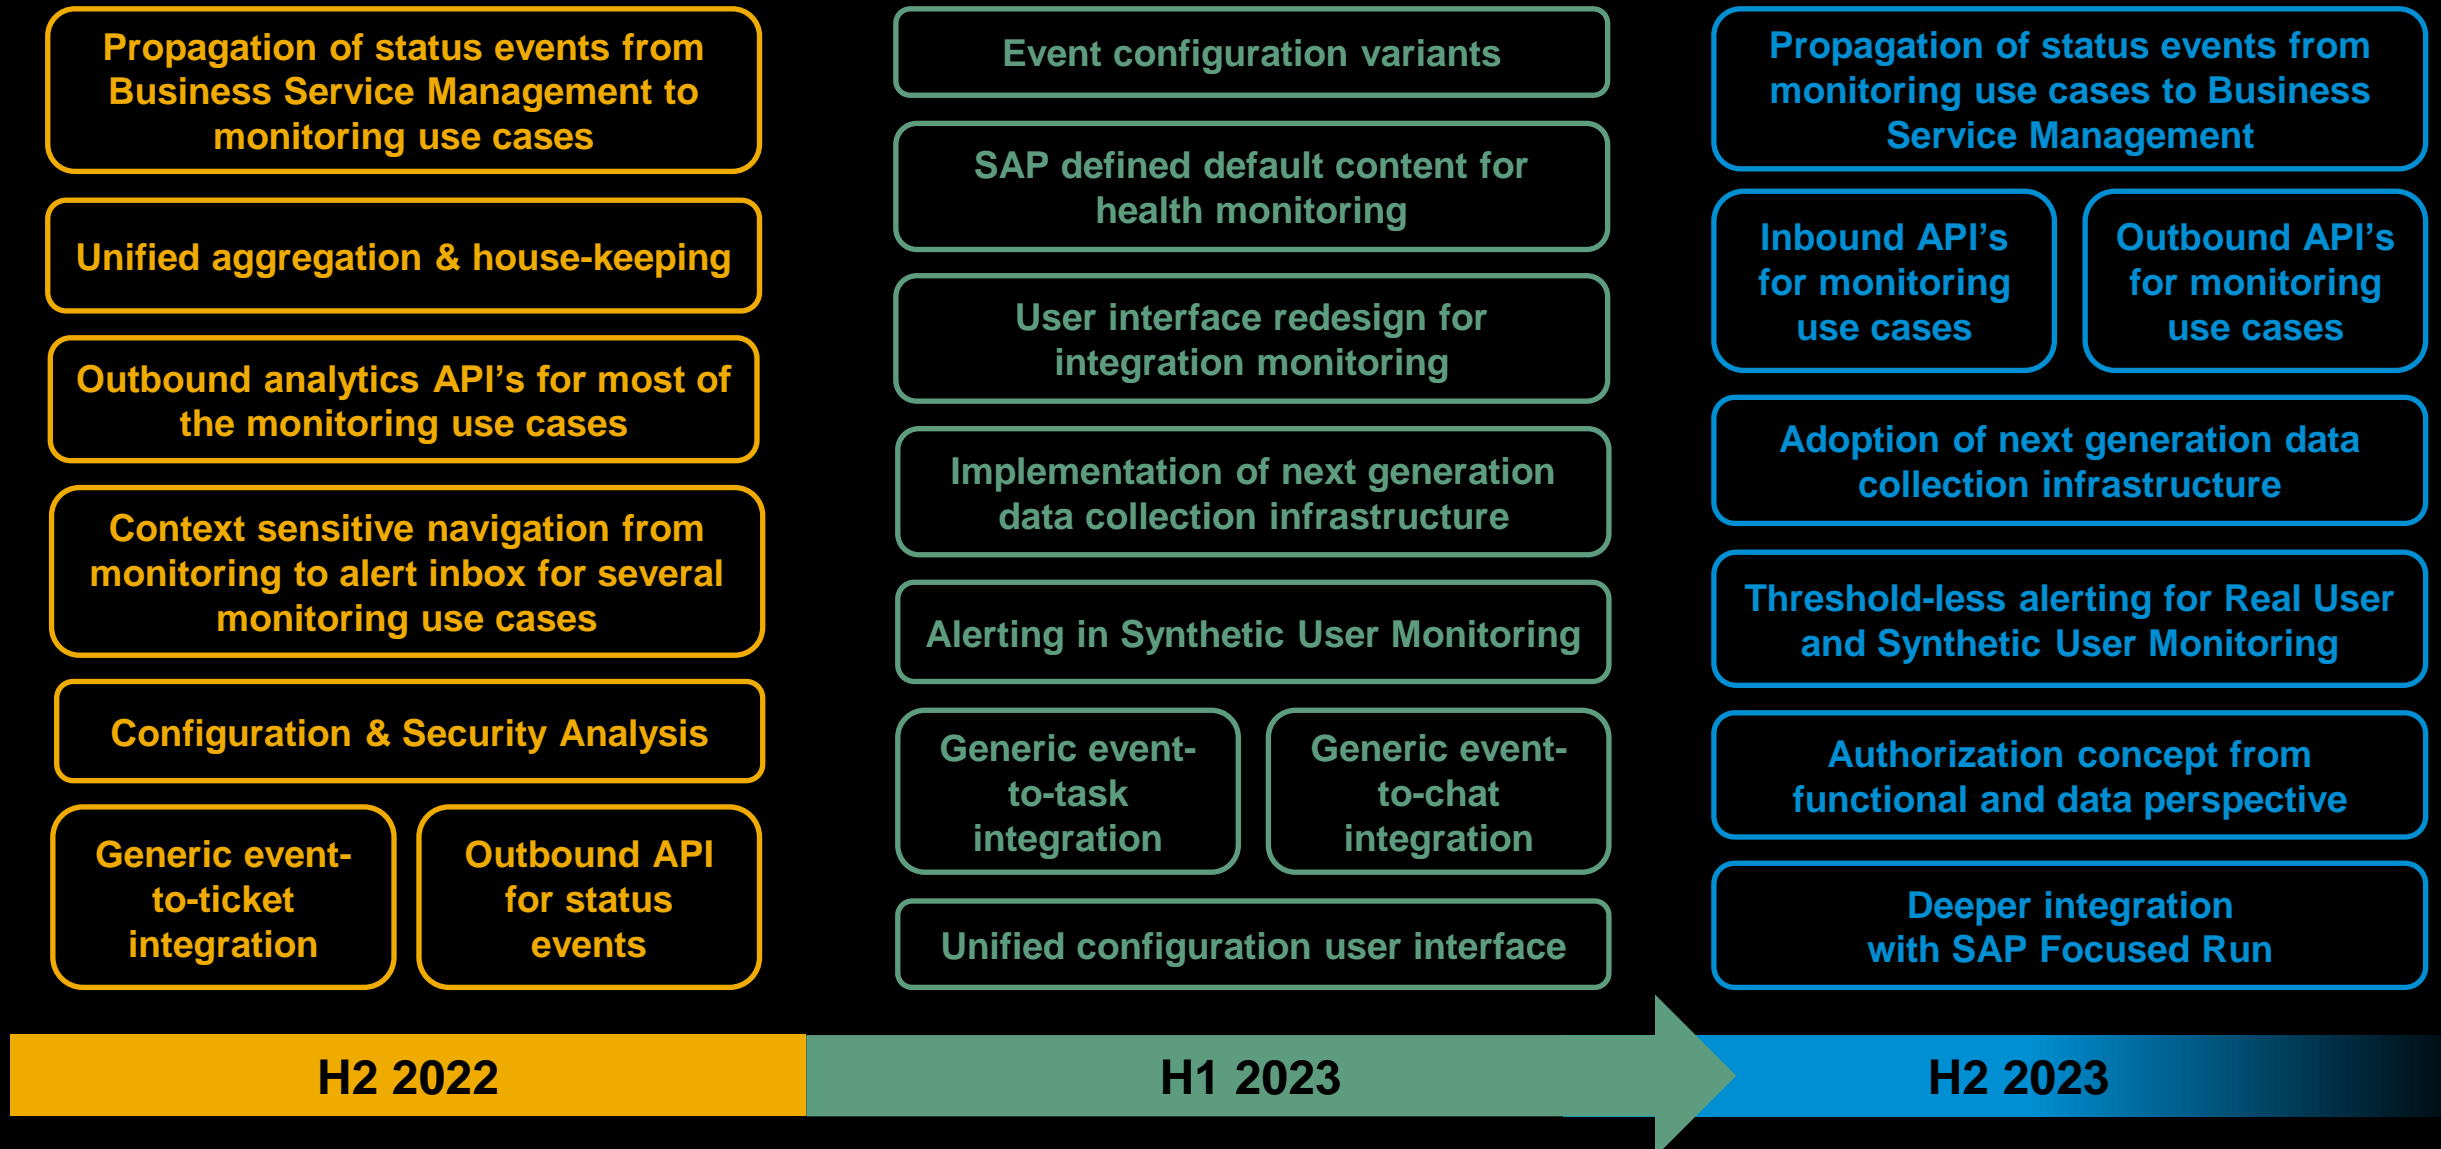 Propagation of status events from
Business Service Management to
monitoring use cases
Unified aggregation & house-keeping
Outbound analytics API’s for most of
the monitoring use cases
Context sensitive navigation from
monitoring to alert inbox for several
monitoring use cases
Configuration & Security Analysis
Generic event-
to-ticket
integration
Outbound API
for status
events
Event configuration variants
SAP defined default content for
health monitoring
User interface redesign for
integration monitoring
Implementation of next generation
data collection infrastructure
Alerting in Synthetic User Monitoring
Generic event-
to-task
integration
Generic event-
to-chat
integration
Unified configuration user interface
Propagation of status events from
monitoring use cases to Business
Service Management
Inbound API’s
for monitoring
use cases
Outbound API’s
for monitoring
use cases
Adoption of next generation data
collection infrastructure
Threshold-less alerting for Real User
and Synthetic User Monitoring
Authorization concept from
functional and data perspective
Deeper integration
with SAP Focused Run
H2 2022
H1 2023
H2 2023